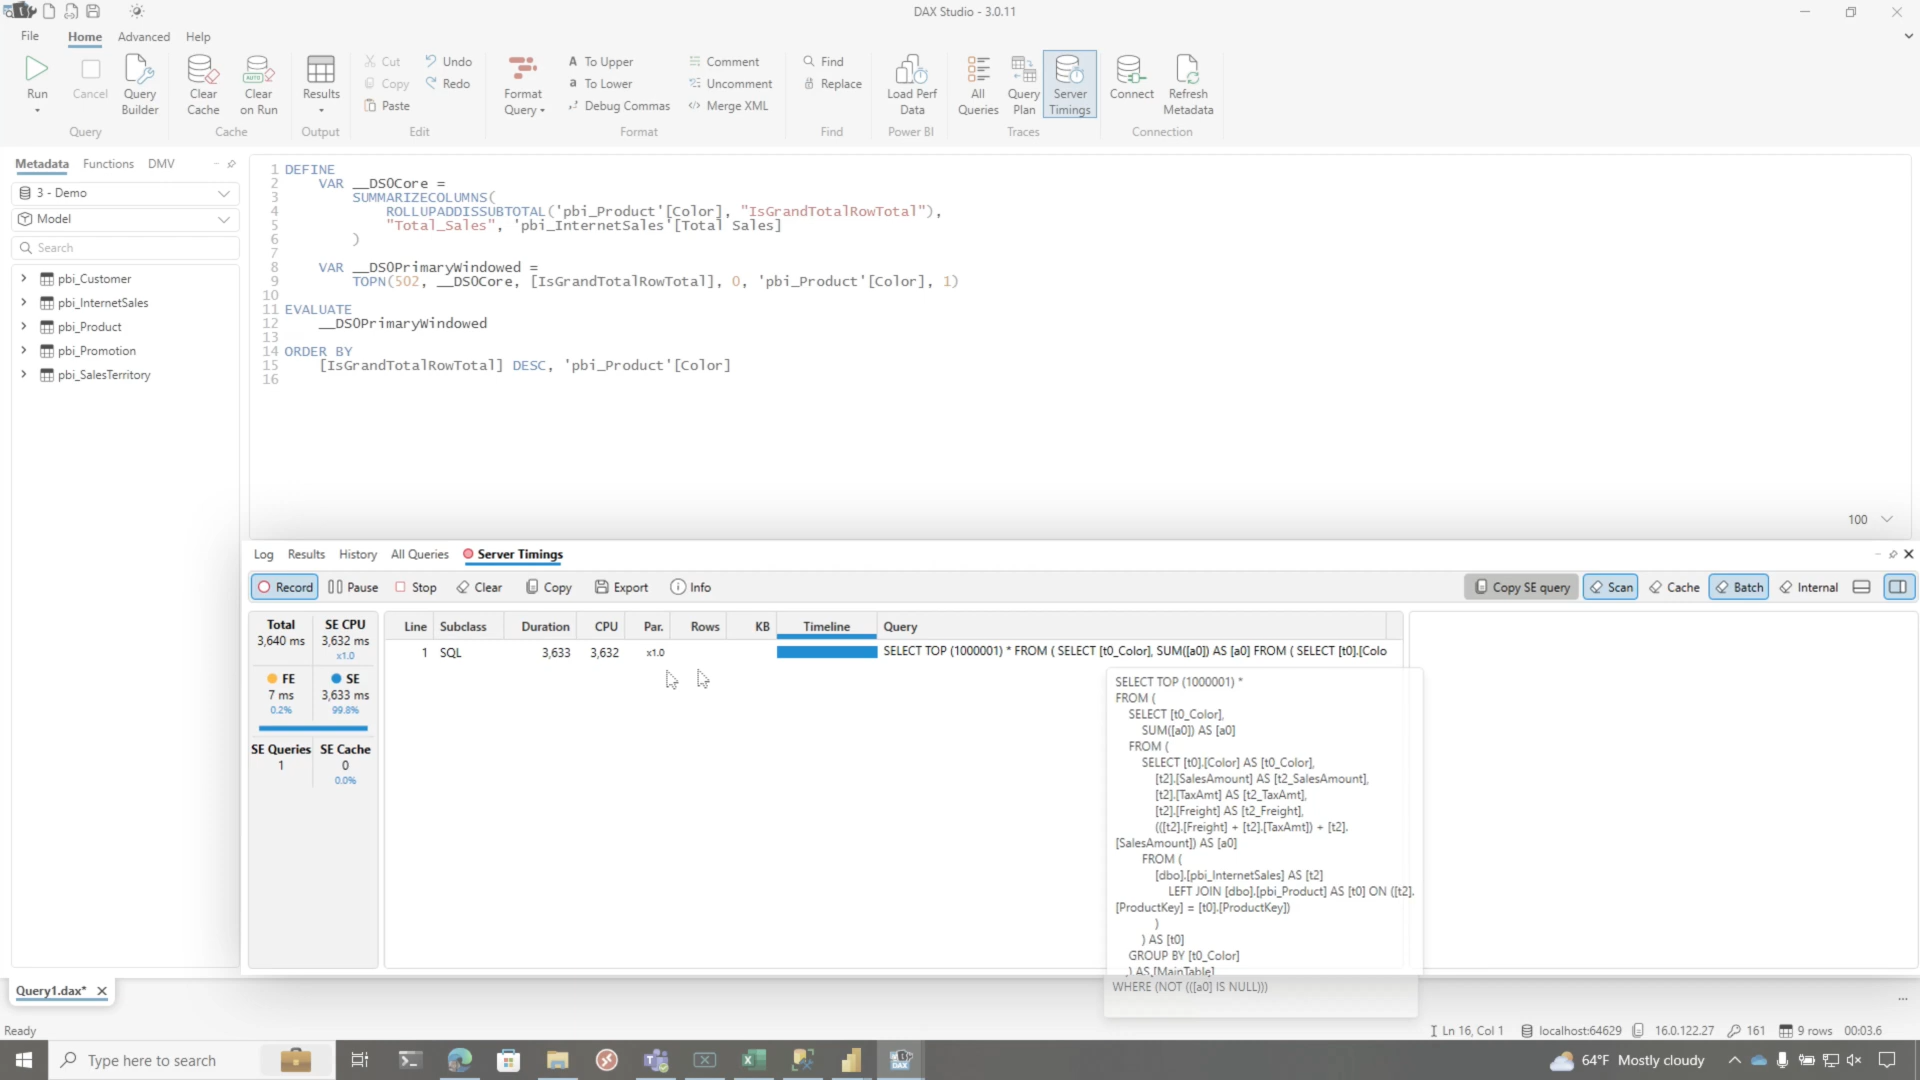 DAX Studio - 3.0.11
File Home Advanced Help
Run
Cancel
Query Builder
Query
Clear Cache
AUTO
Clear on Run
Cache
Results
Output
Cut
Copy
Paste
Undo
Redo
Edit
Format Query
A To Upper
a To Lower
Debug Commas
Comment
Uncomment
Merge XML
Format
Find
Replace
Find
Load Perf Data
Power BI
All Queries
Query Plan
Server Timings
Traces
Connect
Refresh Metadata
Connection
Metadata Functions DMV
3 - Demo
Model
Search
pbi_Customer
pbi_InternetSales
pbi_Product
pbi_Promotion
pbi_SalesTerritory
1 DEFINE
2 VAR __DS0Core =
3 SUMMARIZECOLUMNS(
4 ROLLUPADDISSUBTOTAL('pbi_Product'[Color], "IsGrandTotalRowTotal"),
5 "Total_Sales", 'pbi_InternetSales'[Total Sales]
6 )
7
8 VAR __DS0PrimaryWindowed =
9 TOPN(502, __DS0Core, [IsGrandTotalRowTotal], 0, 'pbi_Product'[Color], 1)
10
11 EVALUATE
12 __DS0PrimaryWindowed
13
14 ORDER BY
15 [IsGrandTotalRowTotal] DESC, 'pbi_Product'[Color]
16
100
Log Results History All Queries Server Timings
Record Pause Stop Clear Copy Export Info
Copy SE query Scan Cache Batch Internal
Total SE CPU
3,640 ms 3,632 ms
x1.0
FE SE
7 ms 3,633 ms
0.2% 99.8%
SE Queries SE Cache
1 0
0.0%
Line Subclass Duration CPU Par. Rows KB Timeline Query
1 SQL 3,633 3,632 x1.0 SELECT TOP (1000001) * FROM ( SELECT [t0_Color], SUM([a0]) AS [a0] FROM ( SELECT [t0].[Colo
SELECT TOP (1000001) *
FROM (
SELECT [t0_Color],
SUM([a0]) AS [a0]
FROM (
SELECT [t0].[Color] AS [t0_Color],
[t2].[SalesAmount] AS [t2_SalesAmount],
[t2].[TaxAmt] AS [t2_TaxAmt],
[t2].[Freight] AS [t2_Freight],
(([t2].[Freight] + [t2].[TaxAmt]) + [t2].
[SalesAmount]) AS [a0]
FROM (
[dbo].[pbi_InternetSales] AS [t2]
LEFT JOIN [dbo].[pbi_Product] AS [t0] ON ([t2].
[ProductKey] = [t0].[ProductKey])
)
) AS [t0]
GROUP BY [t0_Color]
) AS [MainTable]
WHERE (NOT (([a0] IS NULL)))
Query1.dax*
Ready
Ln 16, Col 1 localhost:64629 16.0.122.27 161 9 rows 00:03.6
Type here to search
DAX
64°F Mostly cloudy